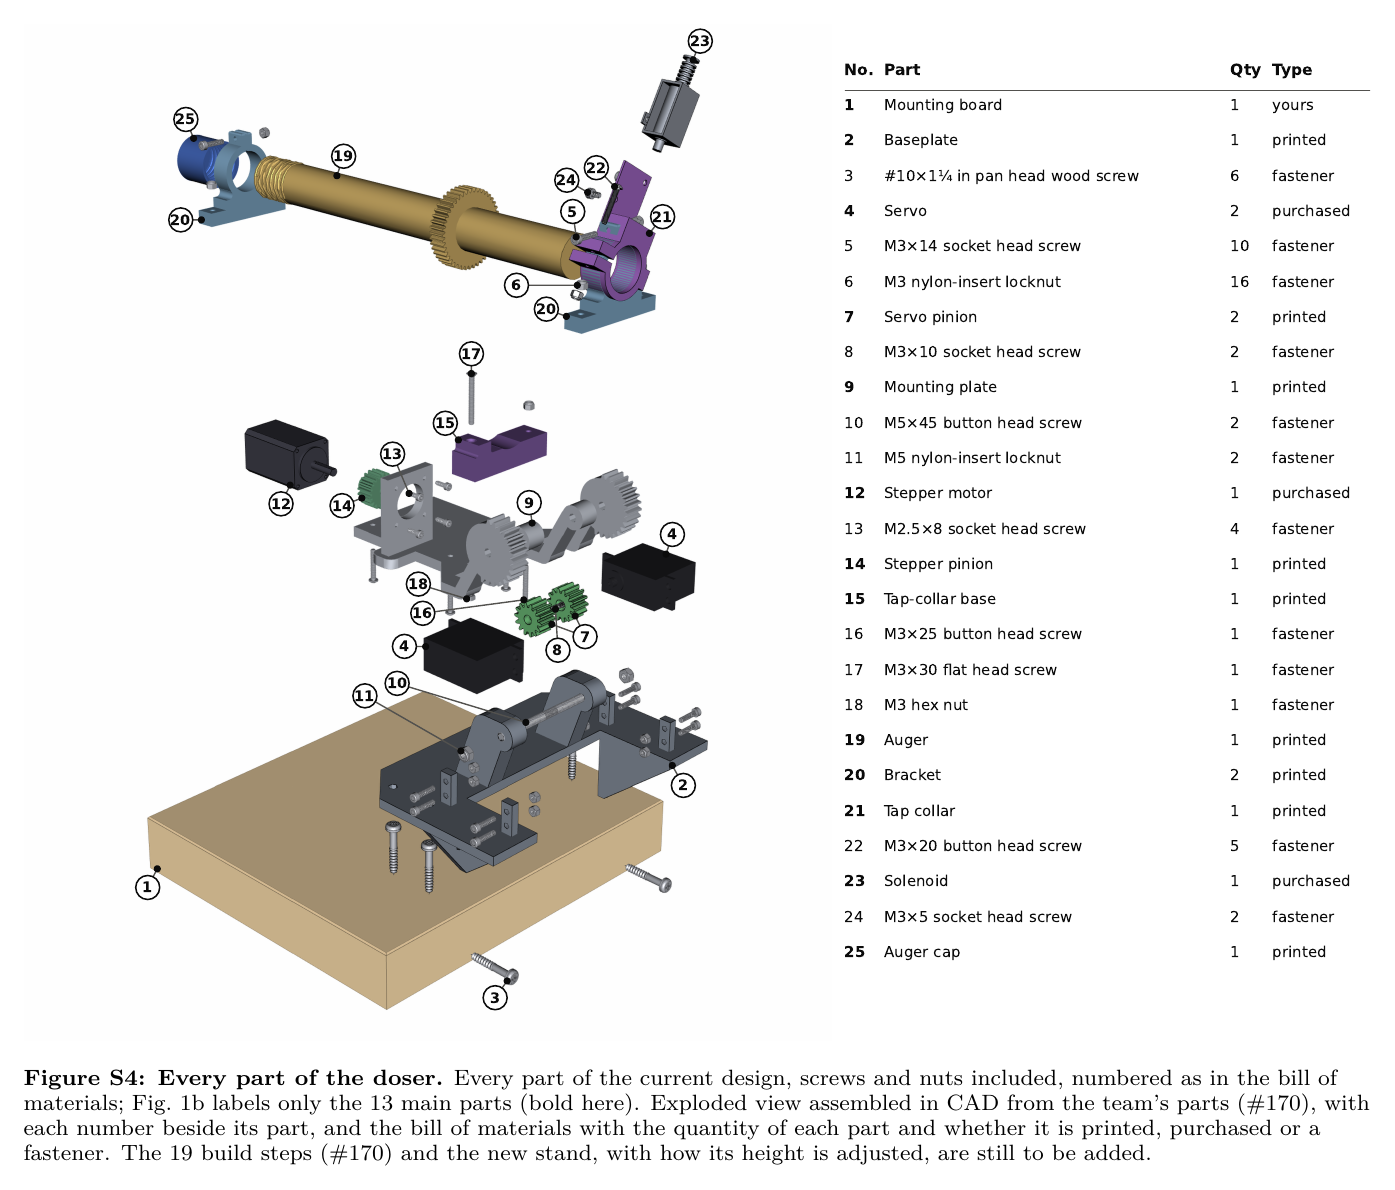 23
25
19
22
24
5
21
20
6
20
17
15
13
12
14
9
4
18
16
7
8
4
10
11
2
1
3
No. Part Qty Type
1 Mounting board 1 yours
2 Baseplate 1 printed
3 #10×1¼ in pan head wood screw 6 fastener
4 Servo 2 purchased
5 M3×14 socket head screw 10 fastener
6 M3 nylon-insert locknut 16 fastener
7 Servo pinion 2 printed
8 M3×10 socket head screw 2 fastener
9 Mounting plate 1 printed
10 M5×45 button head screw 2 fastener
11 M5 nylon-insert locknut 2 fastener
12 Stepper motor 1 purchased
13 M2.5×8 socket head screw 4 fastener
14 Stepper pinion 1 printed
15 Tap-collar base 1 printed
16 M3×25 button head screw 1 fastener
17 M3×30 flat head screw 1 fastener
18 M3 hex nut 1 fastener
19 Auger 1 printed
20 Bracket 2 printed
21 Tap collar 1 printed
22 M3×20 button head screw 5 fastener
23 Solenoid 1 purchased
24 M3×5 socket head screw 2 fastener
25 Auger cap 1 printed
Figure S4: Every part of the doser. Every part of the current design, screws and nuts included, numbered as in the bill of
materials; Fig. 1b labels only the 13 main parts (bold here). Exploded view assembled in CAD from the team's parts (#170), with
each number beside its part, and the bill of materials with the quantity of each part and whether it is printed, purchased or a
fastener. The 19 build steps (#170) and the new stand, with how its height is adjusted, are still to be added.